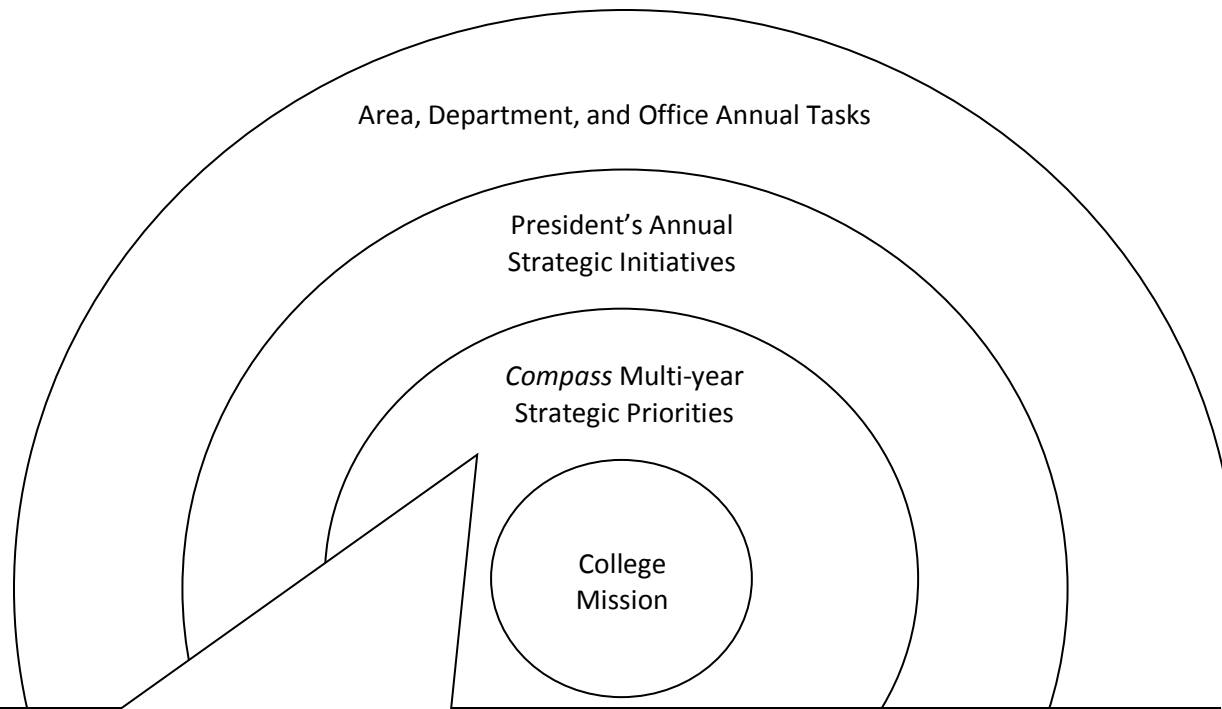 Area, Department, and Office Annual Tasks
President’s Annual
Strategic Initiatives
Compass Multi-year
Strategic Priorities
College
Mission